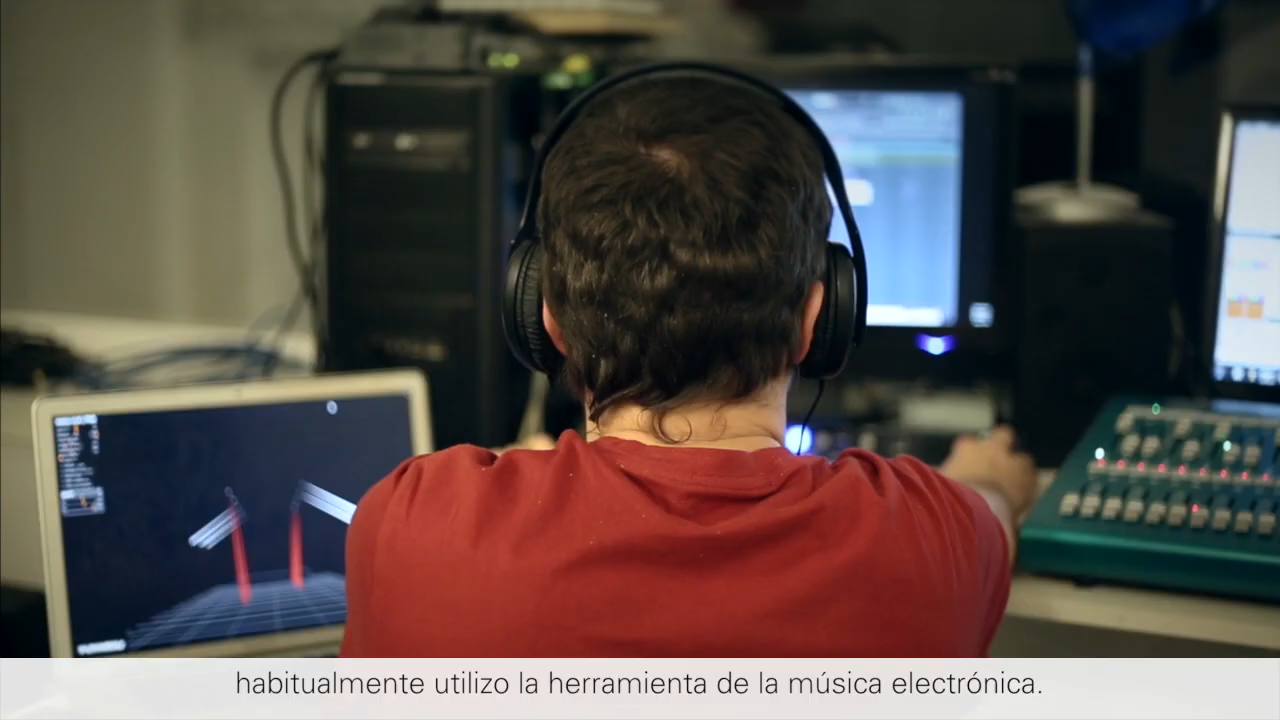 habitualmente utilizo la herramienta de la música electrónica.